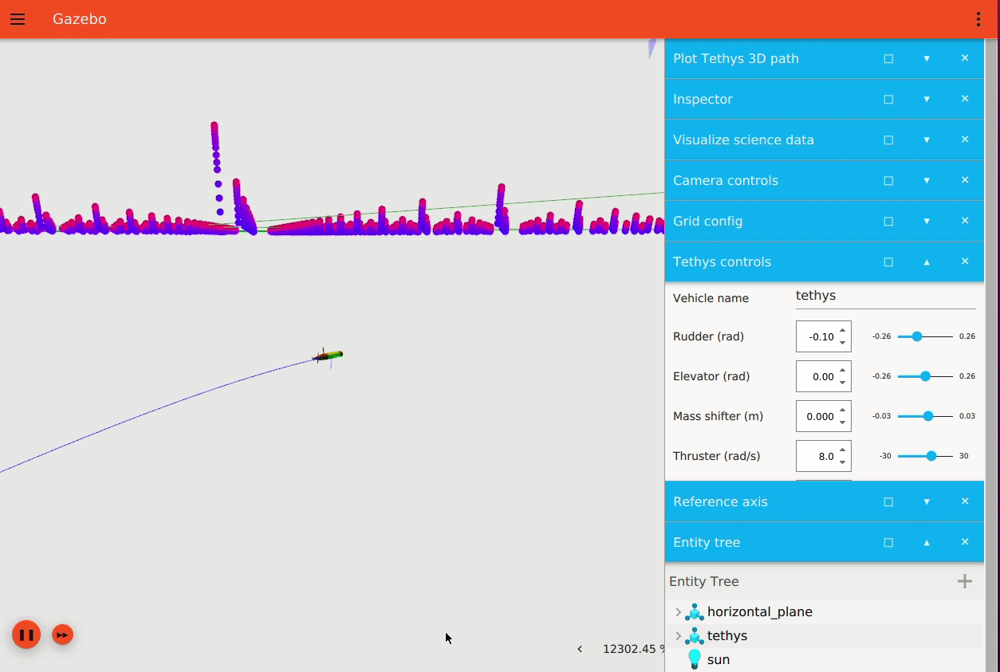 Gazebo
Plot Tethys 3D path
Inspector
Visualize science data
Camera controls
Grid config
Tethys controls
Vehicle name tethys
Rudder (rad) -0.10 -0.26 0.26
Elevator (rad) 0.00 -0.26 0.26
Mass shifter (m) 0.000 -0.03 0.03
Thruster (rad/s) 8.0 -30 30
Reference axis
Entity tree
Entity Tree
horizontal_plane
tethys
12302.45 %
sun